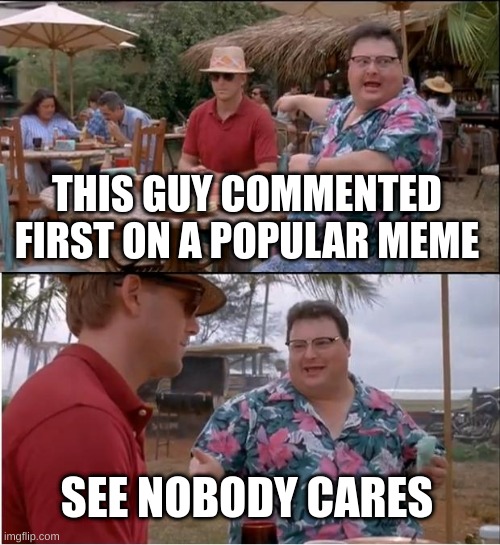 THIS GUY COMMENTED
FIRST ON A POPULAR MEME
SEE NOBODY CARES
imgflip.com